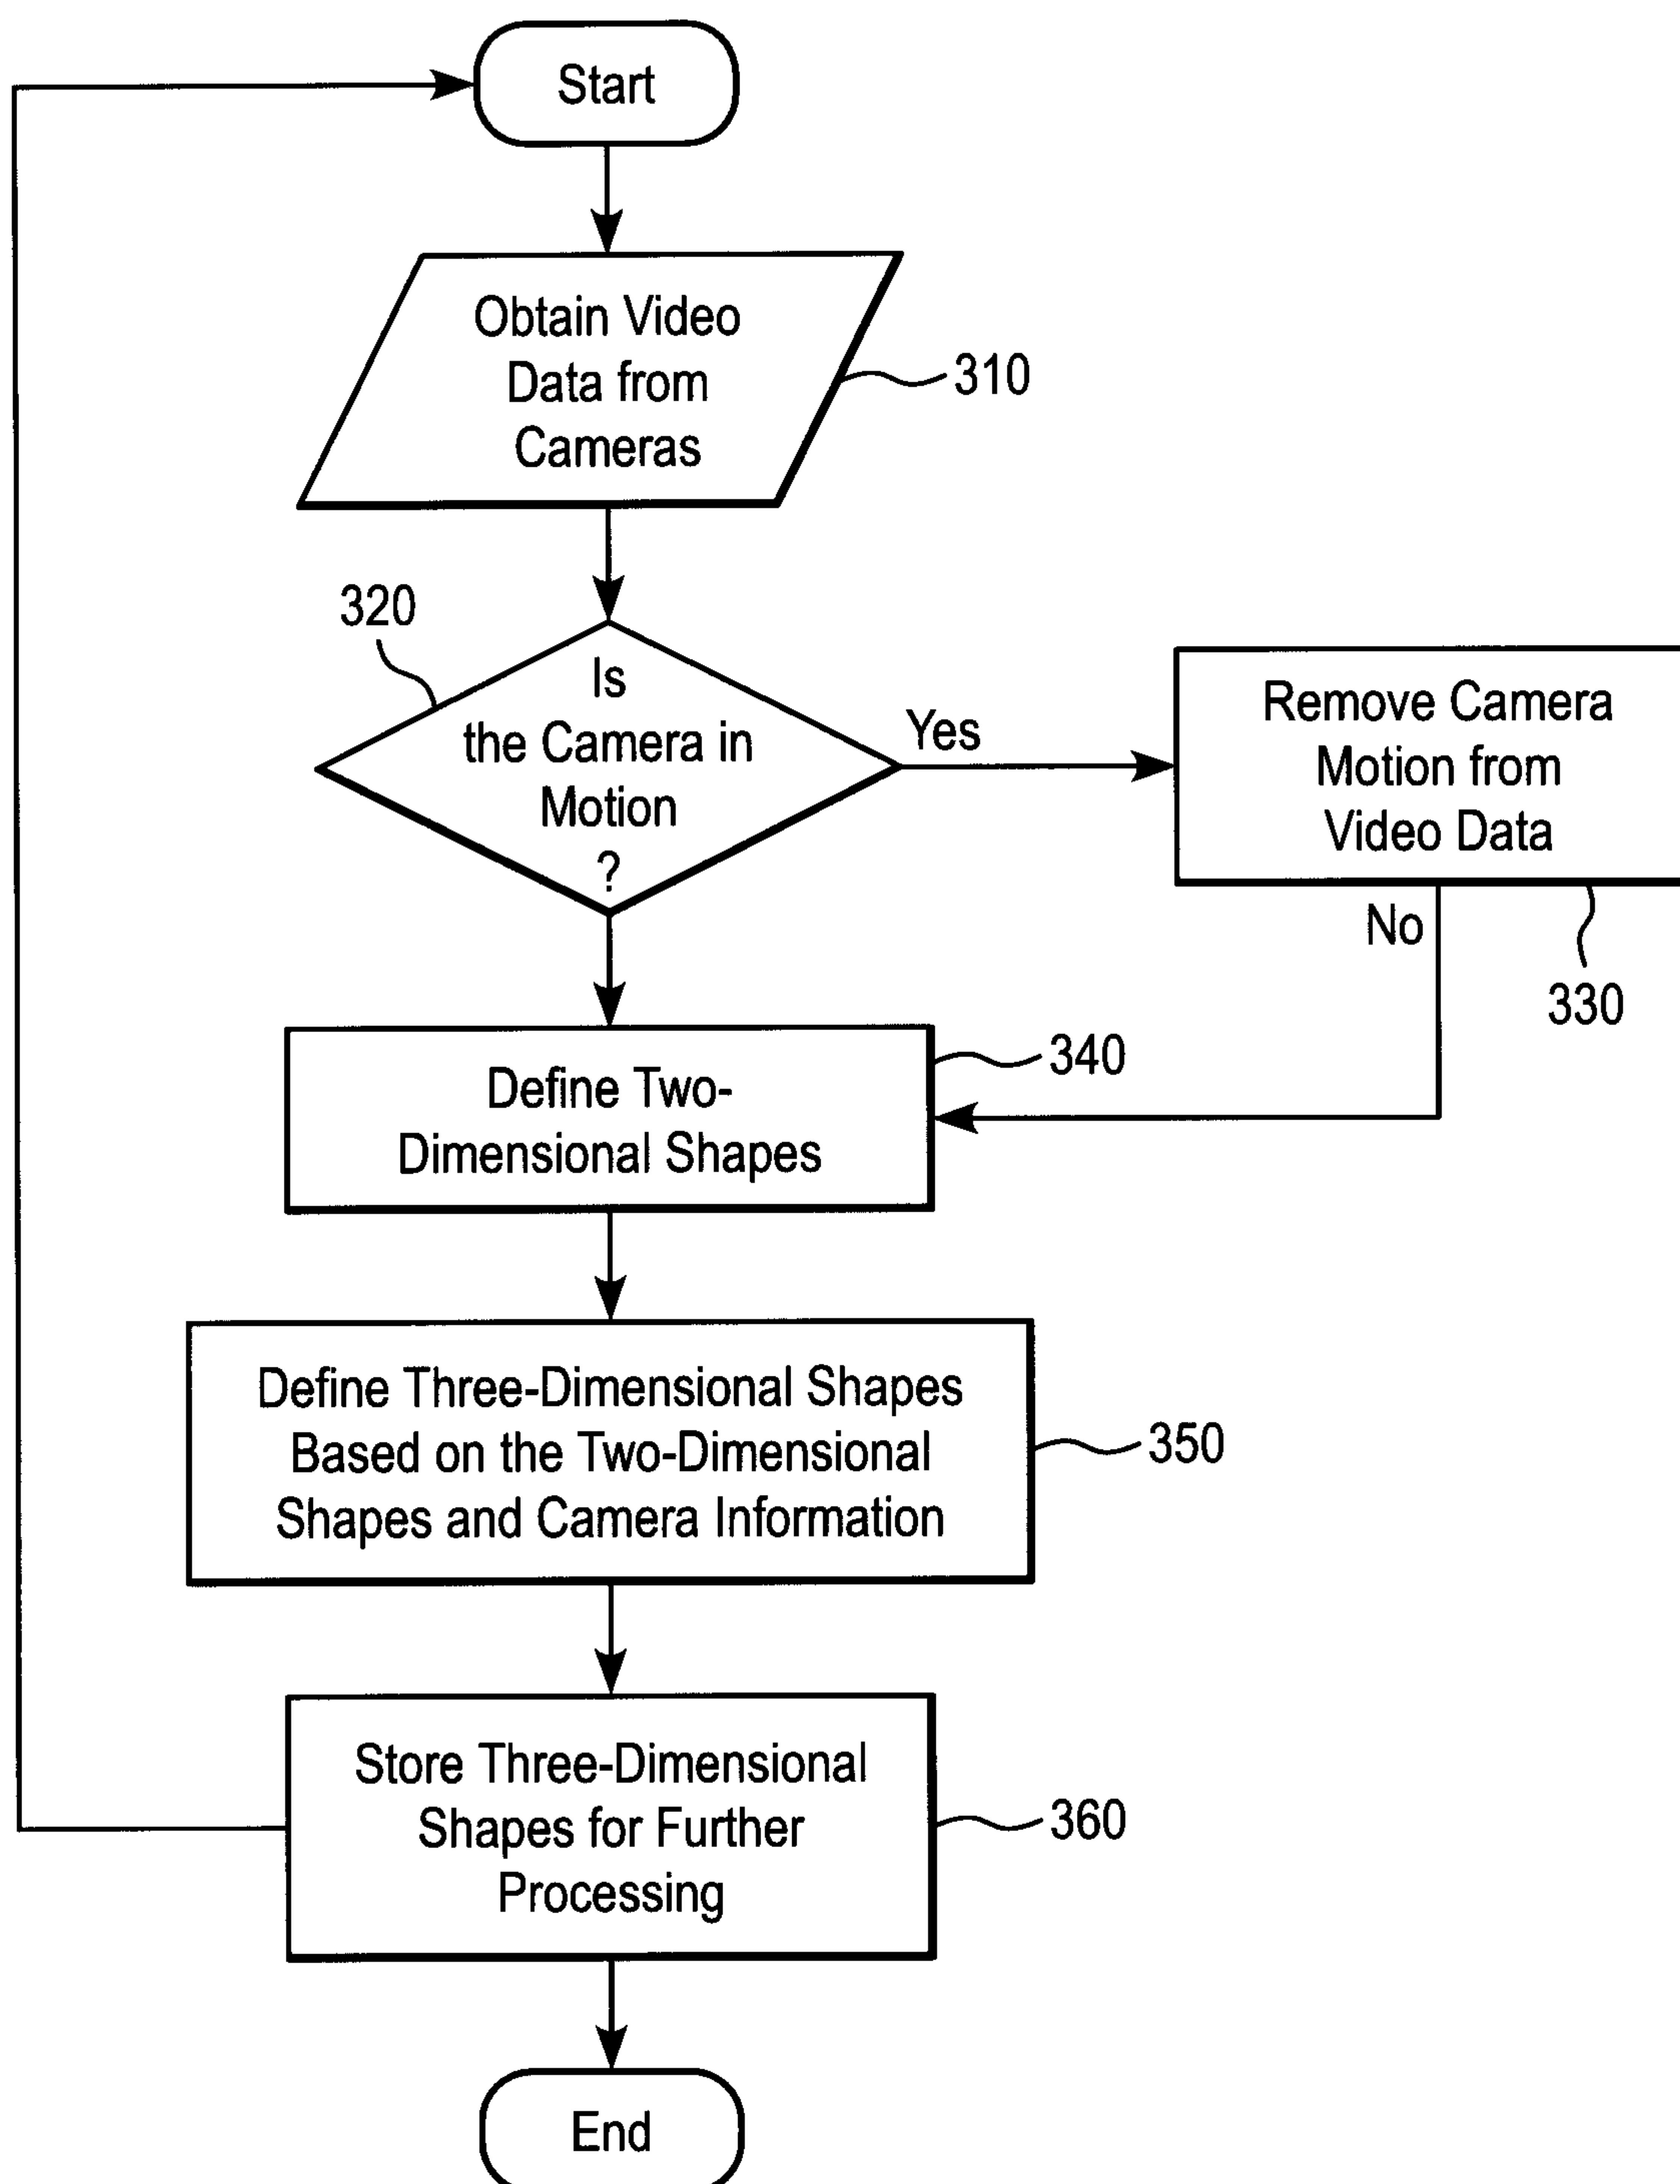 Start
Obtain Video
Data from
Cameras
310
320
Is
the Camera in
Motion
?
Yes
Remove Camera
Motion from
Video Data
No
330
340
Define Two-
Dimensional Shapes
Define Three-Dimensional Shapes
Based on the Two-Dimensional
Shapes and Camera Information
350
Store Three-Dimensional
Shapes for Further
Processing
360
End